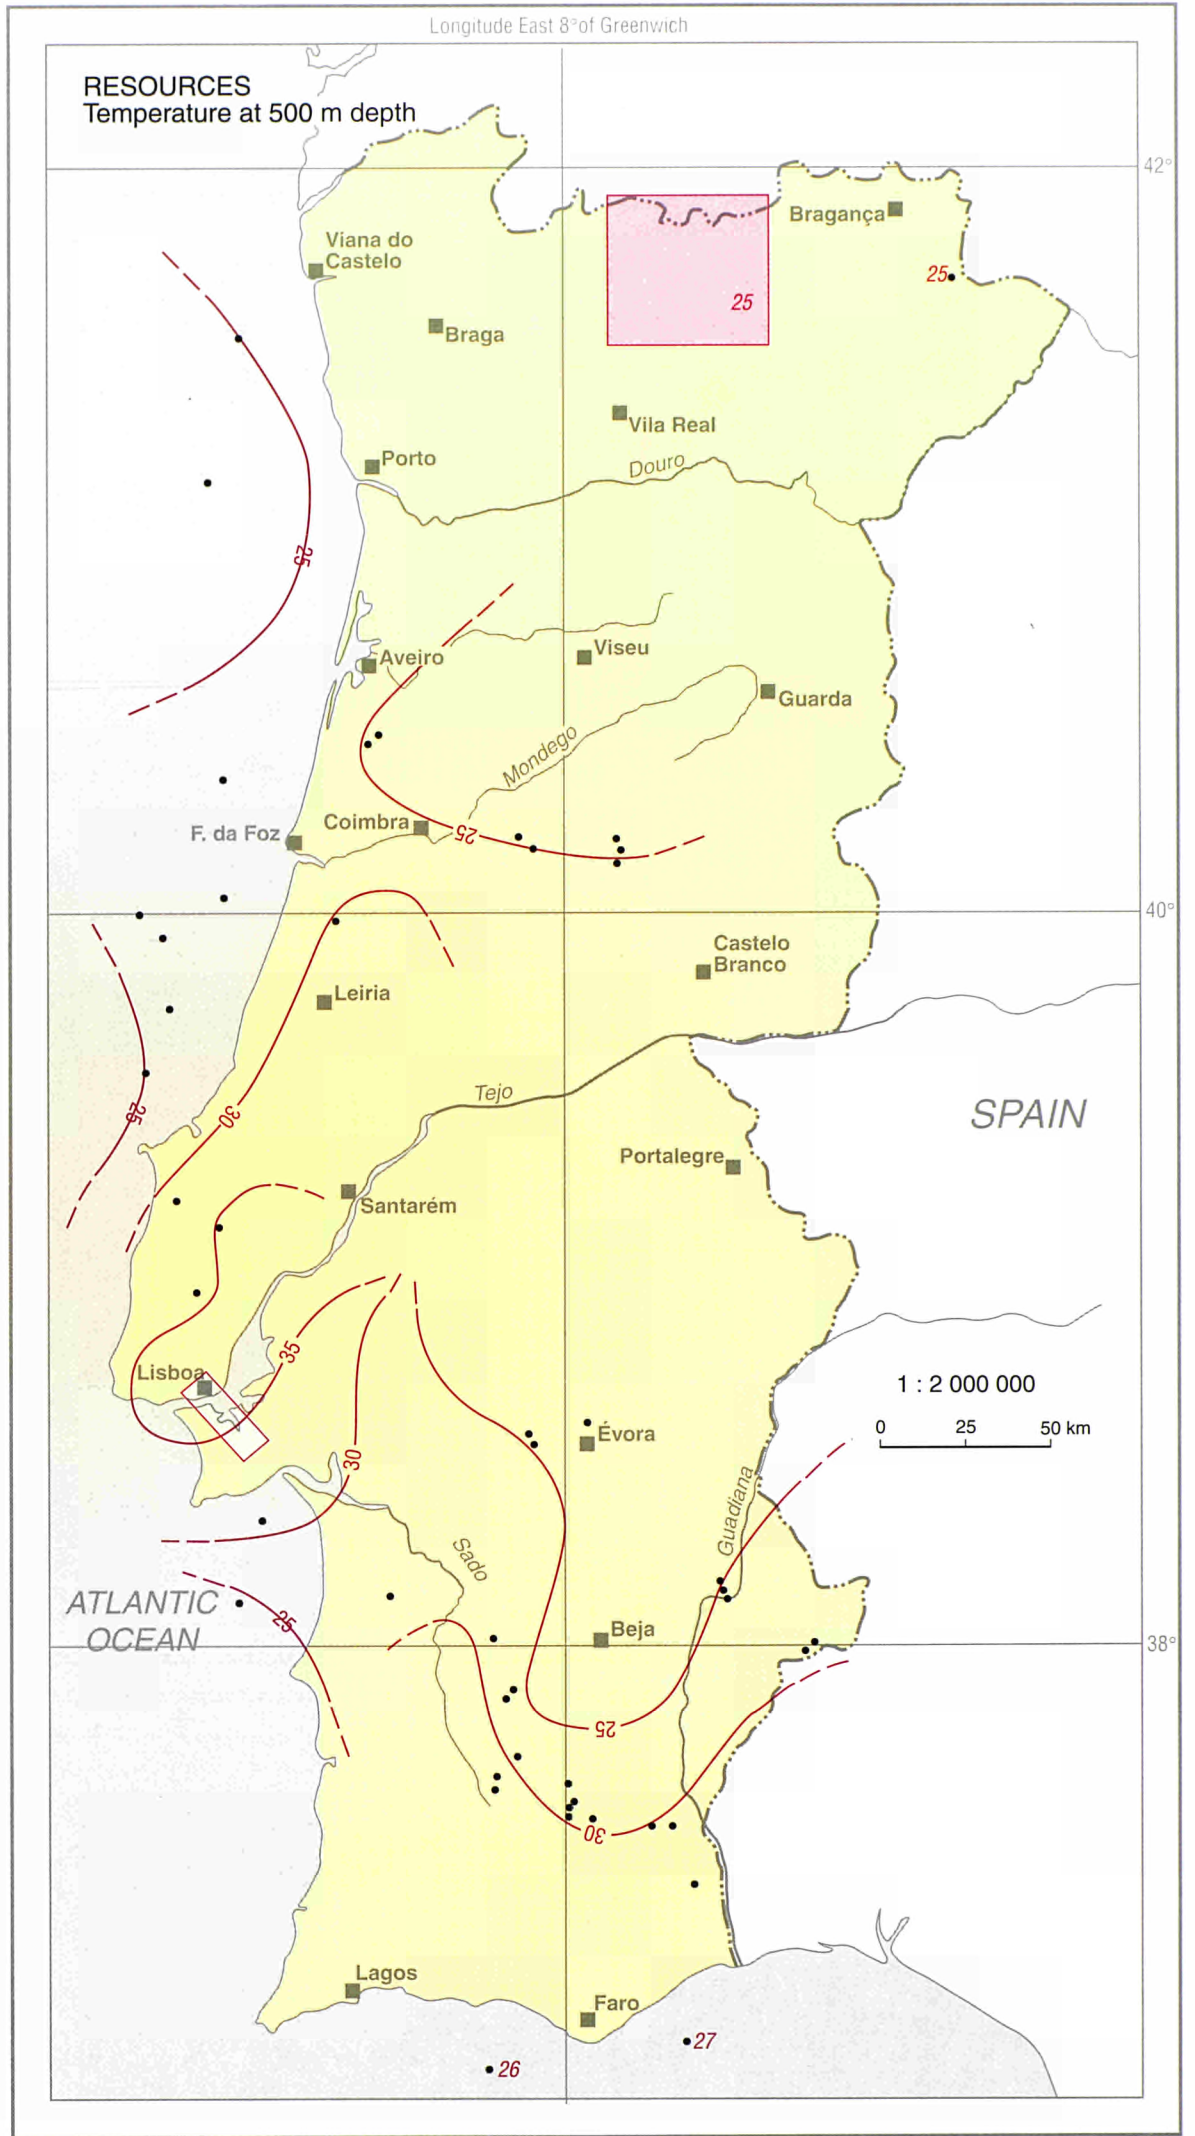 Longitude East 8° of Greenwich
RESOURCES
Temperature at 500 m depth
42°
Bragança
Viana do
Castelo
25
25
Braga
Vila Real
Porto
Douro
25
Viseu
Aveiro
Guarda
Mondego
Coimbra
F. da Foz
25
40°
Castelo
Branco
Leiria
Tejo
25
30
SPAIN
Portalegre
Santarém
35
Lisboa
1 : 2 000 000
0 25 50 km
Évora
30
Guadiana
Sado
ATLANTIC
OCEAN
25
Beja
38°
25
30
Lagos
Faro
27
26